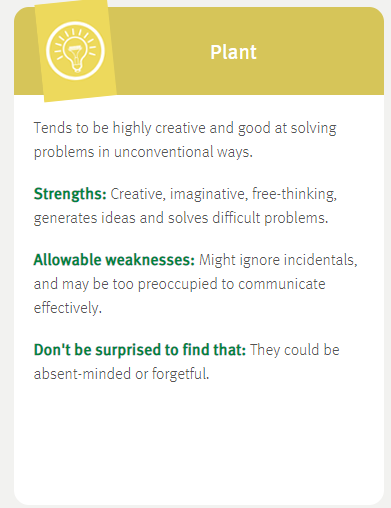 Plant
Tends to be highly creative and good at solving
problems in unconventional ways.
Strengths: Creative, imaginative, free-thinking,
generates ideas and solves difficult problems.
Allowable weaknesses: Might ignore incidentals,
and may be too preoccupied to communicate
effectively.
Don't be surprised to find that: They could be
absent-minded or forgetful.